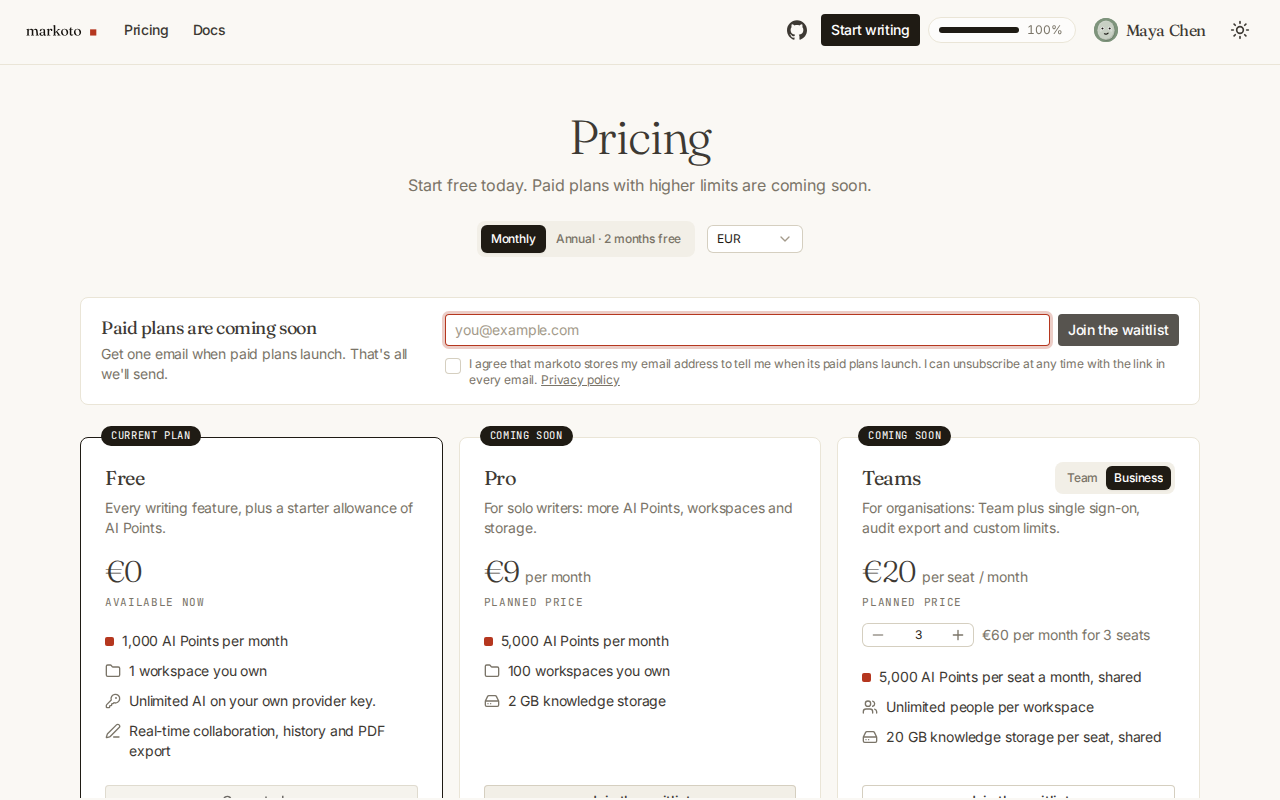 markoto
Pricing
Docs
Start writing
100%
Maya Chen
Pricing
Start free today. Paid plans with higher limits are coming soon.
Monthly
Annual · 2 months free
EUR
Paid plans are coming soon
Get one email when paid plans launch. That's all
we'll send.
you@example.com
Join the waitlist
I agree that markoto stores my email address to tell me when its paid plans launch. I can unsubscribe at any time with the link in
every email. Privacy policy
CURRENT PLAN
Free
Every writing feature, plus a starter allowance of
AI Points.
€0
AVAILABLE NOW
1,000 AI Points per month
1 workspace you own
Unlimited AI on your own provider key.
Real-time collaboration, history and PDF
export
COMING SOON
Pro
For solo writers: more AI Points, workspaces and
storage.
€9 per month
PLANNED PRICE
5,000 AI Points per month
100 workspaces you own
2 GB knowledge storage
COMING SOON
Teams
Team
Business
For organisations: Team plus single sign-on,
audit export and custom limits.
€20 per seat / month
PLANNED PRICE
3
€60 per month for 3 seats
5,000 AI Points per seat a month, shared
Unlimited people per workspace
20 GB knowledge storage per seat, shared